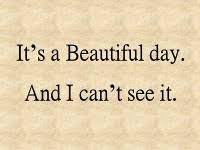 It's a Beautiful day.
And I can't see it.